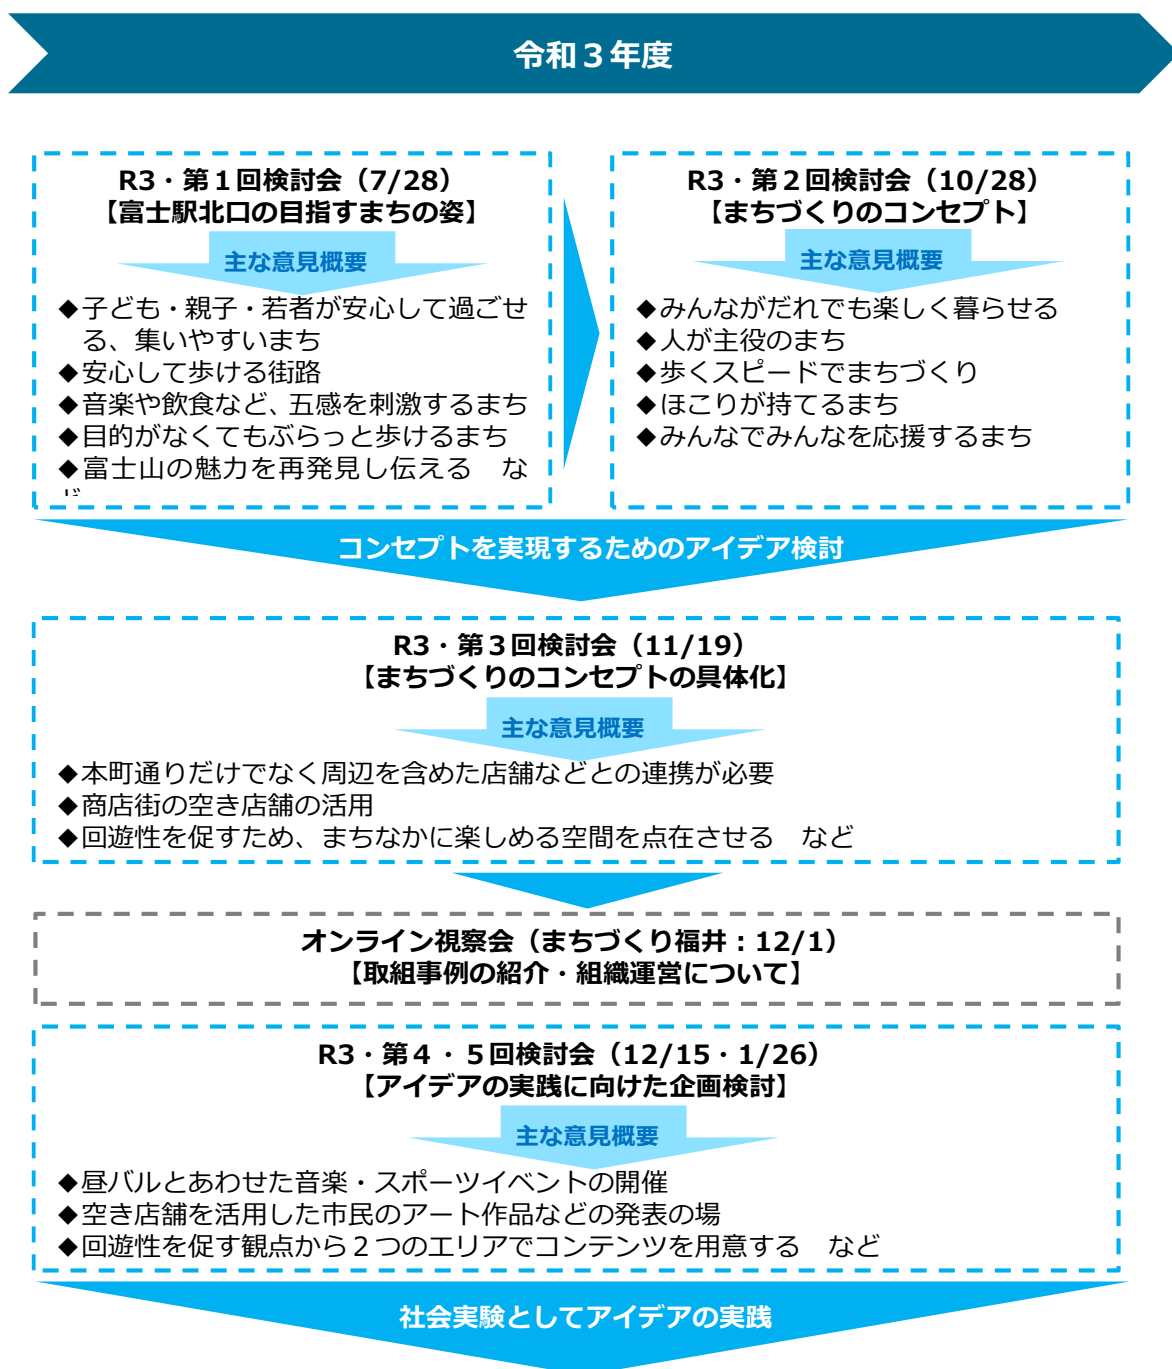 令和３年度
R3・第１回検討会（7/28）
【富士駅北口の目指すまちの姿】
主な意見概要
◆子ども・親子・若者が安心して過ごせ
る、集いやすいまち
◆安心して歩ける街路
◆音楽や飲食など、五感を刺激するまち
◆目的がなくてもぶらっと歩けるまち
◆富士山の魅力を再発見し伝える　な
R3・第２回検討会（10/28）
【まちづくりのコンセプト】
主な意見概要
◆みんながだれでも楽しく暮らせる
◆人が主役のまち
◆歩くスピードでまちづくり
◆ほこりが持てるまち
◆みんなでみんなを応援するまち
コンセプトを実現するためのアイデア検討
R3・第３回検討会（11/19）
【まちづくりのコンセプトの具体化】
主な意見概要
◆本町通りだけでなく周辺を含めた店舗などとの連携が必要
◆商店街の空き店舗の活用
◆回遊性を促すため、まちなかに楽しめる空間を点在させる　など
オンライン視察会（まちづくり福井：12/1）
【取組事例の紹介・組織運営について】
R3・第４・５回検討会（12/15・1/26）
【アイデアの実践に向けた企画検討】
主な意見概要
◆昼バルとあわせた音楽・スポーツイベントの開催
◆空き店舗を活用した市民のアート作品などの発表の場
◆回遊性を促す観点から２つのエリアでコンテンツを用意する　など
社会実験としてアイデアの実践